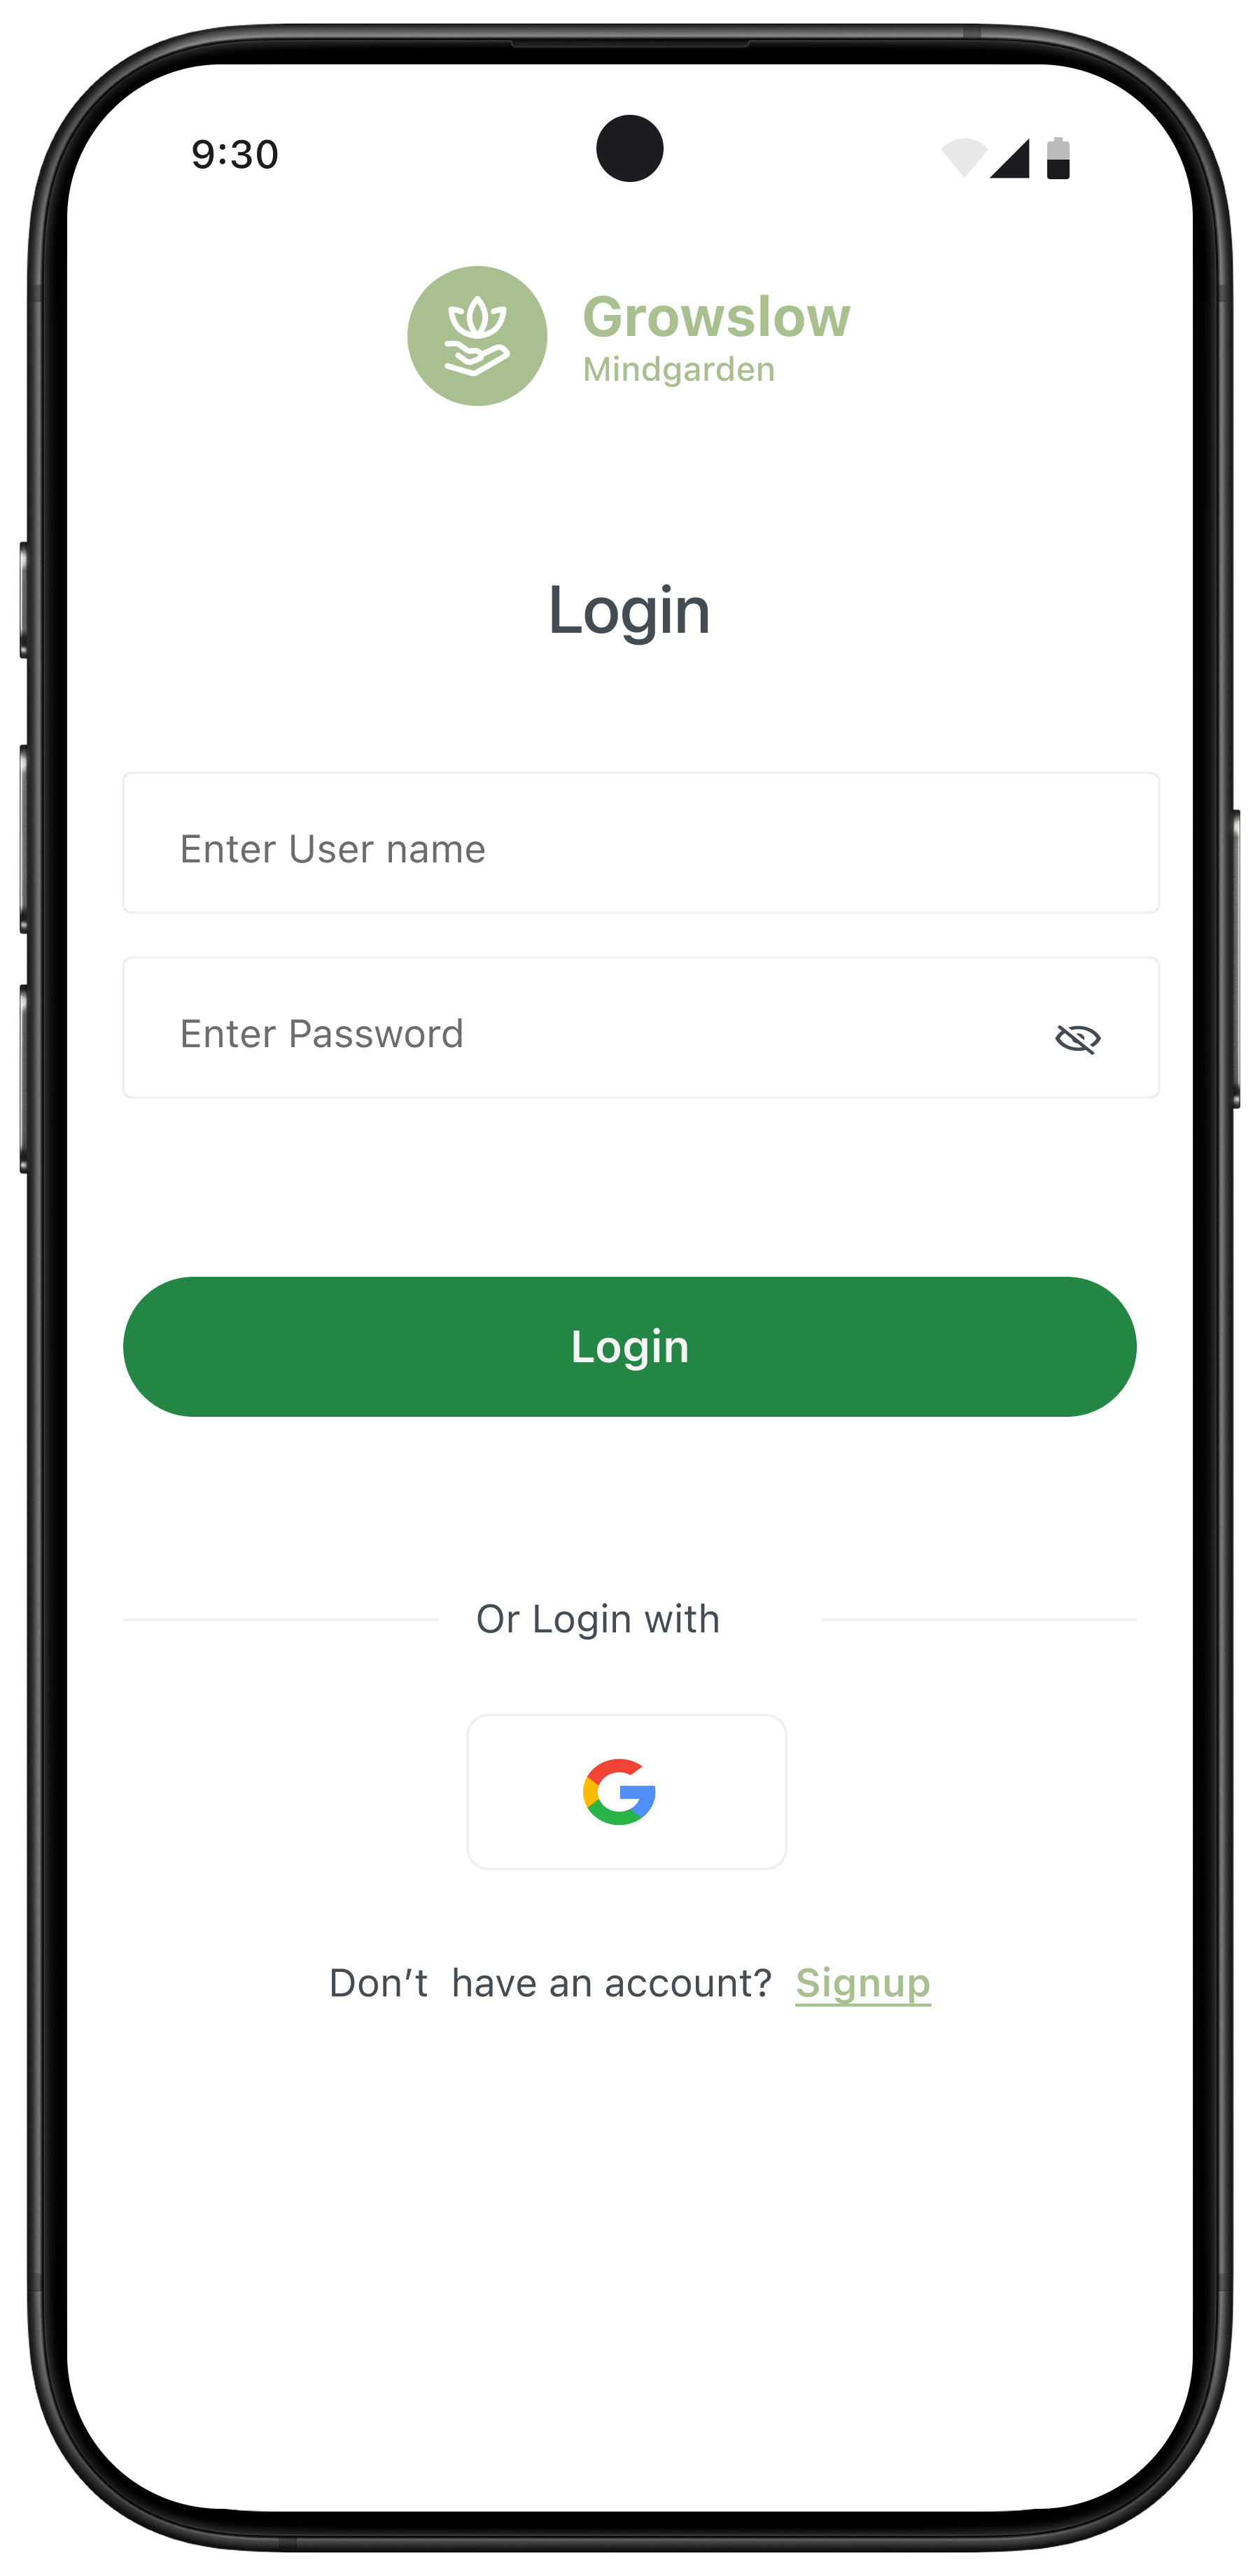 9:30
Growslow
Mindgarden
Login
Enter User name
Enter Password
Login
Or Login with
Don’t  have an account?  Signup